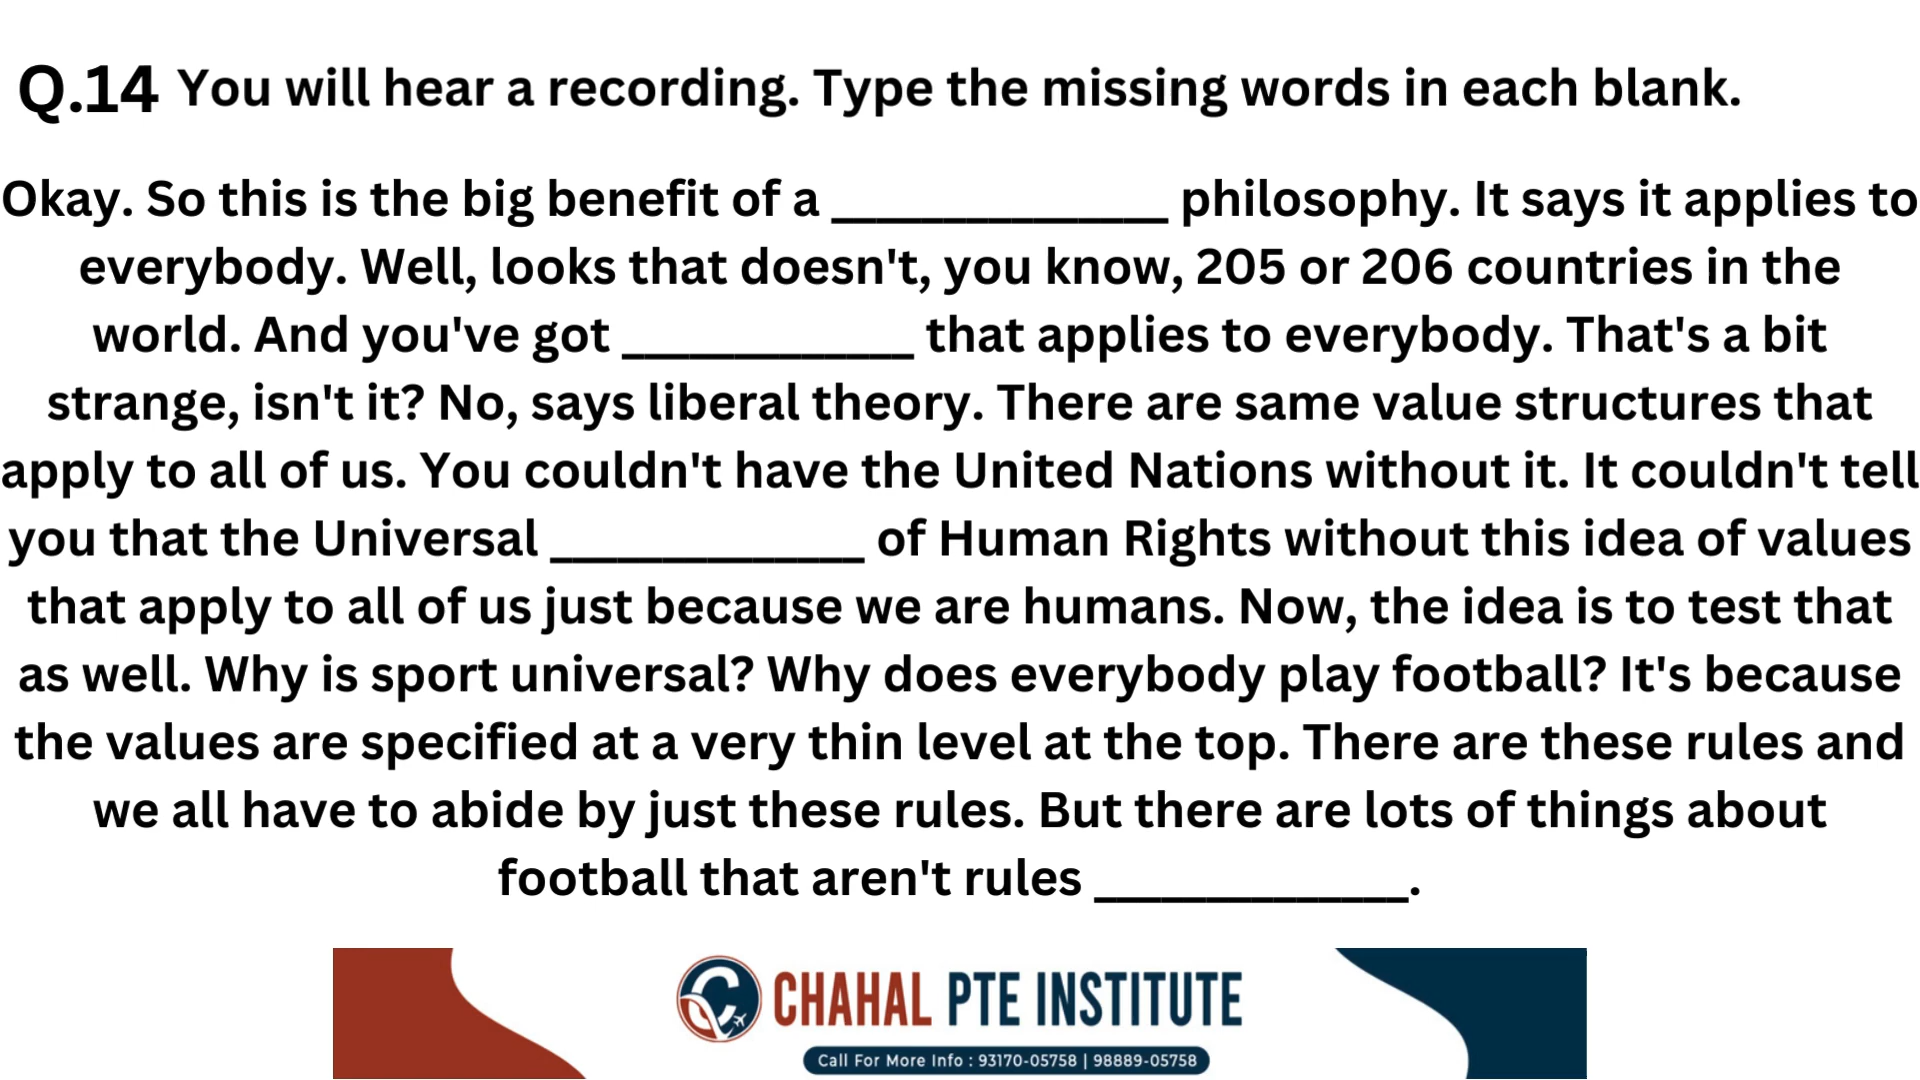 Q.14 You will hear a recording. Type the missing words in each blank.
Okay. So this is the big benefit of a _______________ philosophy. It says it applies to
everybody. Well, looks that doesn't, you know, 205 or 206 countries in the
world. And you've got _____________ that applies to everybody. That's a bit
strange, isn't it? No, says liberal theory. There are same value structures that
apply to all of us. You couldn't have the United Nations without it. It couldn't tell
you that the Universal ______________ of Human Rights without this idea of values
that apply to all of us just because we are humans. Now, the idea is to test that
as well. Why is sport universal? Why does everybody play football? It's because
the values are specified at a very thin level at the top. There are these rules and
we all have to abide by just these rules. But there are lots of things about
football that aren't rules ______________.
CHAHAL PTE INSTITUTE
Call For More Info : 93170-05758 | 98889-05758